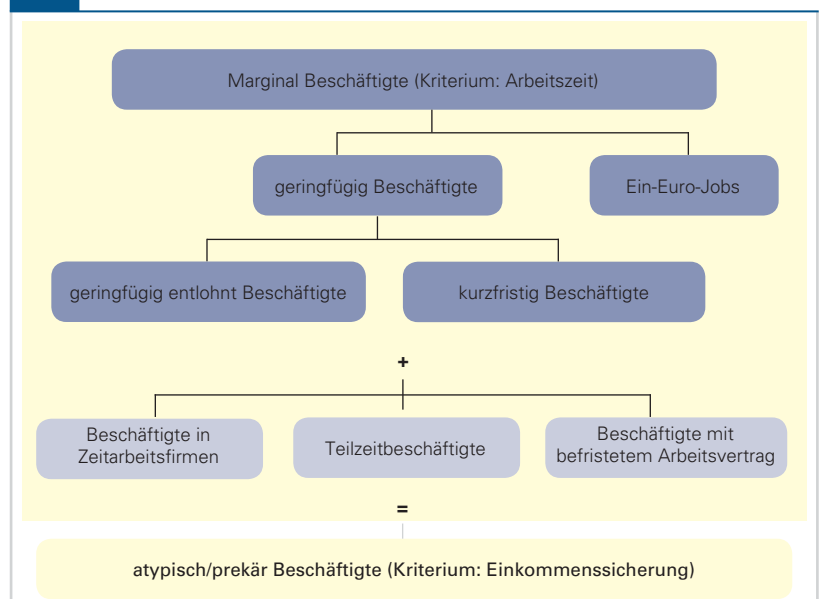 Marginal Beschäftigte (Kriterium: Arbeitszeit)
geringfügig Beschäftigte
Ein-Euro-Jobs
geringfügig entlohnt Beschäftigte
kurzfristig Beschäftigte
+
Beschäftigte in
Zeitarbeitsfirmen
Teilzeitbeschäftigte
Beschäftigte mit
befristetem Arbeitsvertrag
=
atypisch/prekär Beschäftigte (Kriterium: Einkommenssicherung)